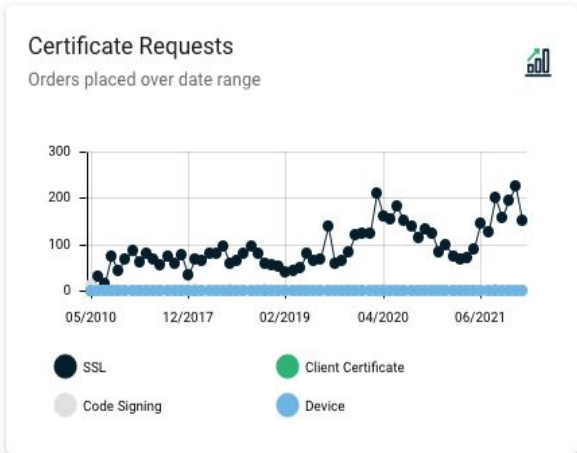 Certificate Requests
Orders placed over date range
300
200
100
0
05/2010 12/2017 02/2019 04/2020 06/2021
SSL Client Certificate
Code Signing Device